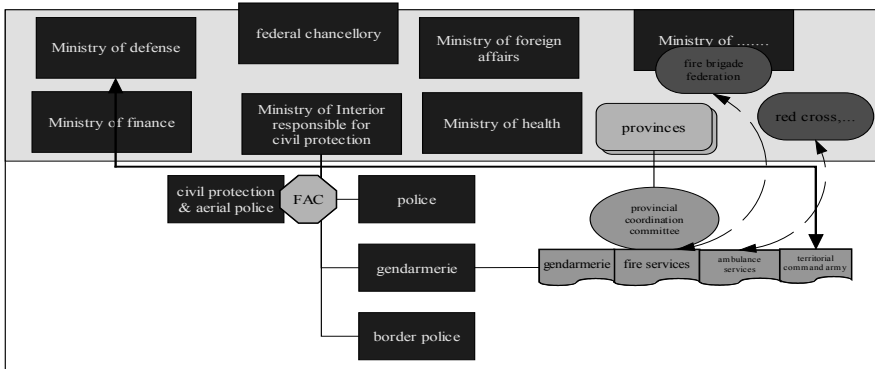 Ministry of defense
federal chancellory
Ministry of foreign
affairs
Ministry of .......
fire brigade
federation
Ministry of finance
Ministry of Interior
responsible for
civil protection
Ministry of health
provinces
red cross,...
civil protection
& aerial police
FAC
police
provincial
coordination
committee
gendarmerie
gendarmerie
fire services
ambulance
services
territorial
command army
border police